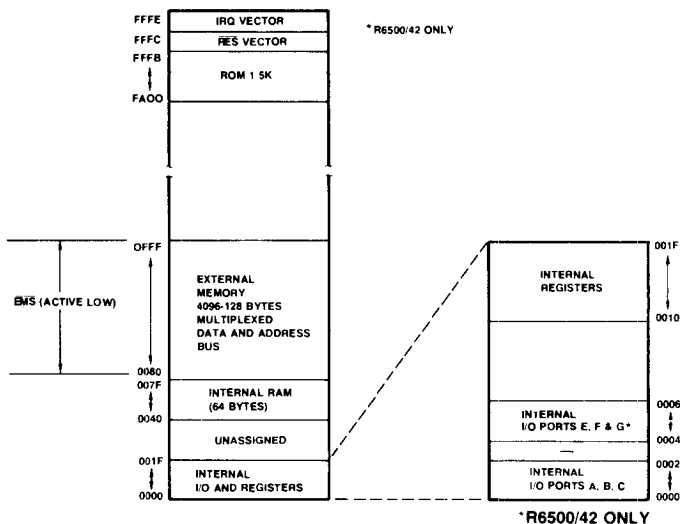 FFFE
IRQ VECTOR
* R6500/42 ONLY
FFFC
RES VECTOR
FFFB
ROM 1 5K
FA00
0FFF
001F
EXTERNAL
MEMORY
4096-128 BYTES
MULTIPLEXED
DATA AND ADDRESS
BUS
EMS (ACTIVE LOW)
INTERNAL
REGISTERS
0010
0080
007F
INTERNAL RAM
(64 BYTES)
0040
UNASSIGNED
001F
INTERNAL
I/O AND REGISTERS
0000
0006
INTERNAL
I/O PORTS E, F & G*
0004
—
0002
INTERNAL
I/O PORTS A, B, C
0000
*R6500/42 ONLY